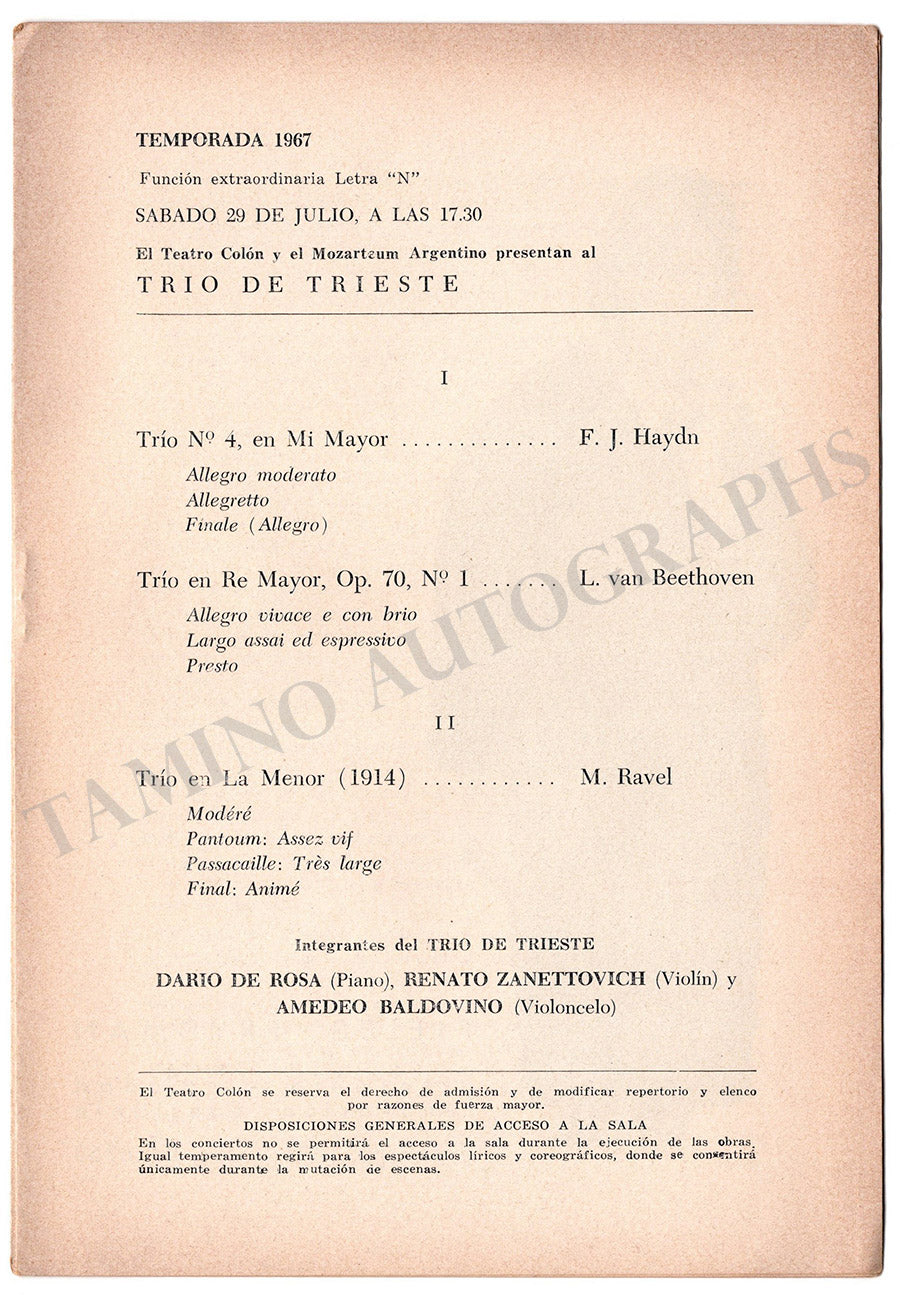 TEMPORADA 1967
Función extraordinaria Letra "N"
SABADO 29 DE JULIO, A LAS 17.30
El Teatro Colón y el Mozarteum Argentino presentan al
TRIO DE TRIESTE
I
Trío Nº 4, en Mi Mayor .............. F. J. Haydn
Allegro moderato
Allegretto
Finale (Allegro)
Trío en Re Mayor, Op. 70, Nº 1 ....... L. van Beethoven
Allegro vivace e con brio
Largo assai ed espressivo
Presto
II
Trío en La Menor (1914) ............ M. Ravel
Modéré
Pantoum: Assez vif
Passacaille: Très large
Final: Animé
Integrantes del TRIO DE TRIESTE
DARIO DE ROSA (Piano), RENATO ZANETTOVICH (Violín) y
AMEDEO BALDOVINO (Violoncelo)
El Teatro Colón se reserva el derecho de admisión y de modificar repertorio y elenco
por razones de fuerza mayor.
DISPOSICIONES GENERALES DE ACCESO A LA SALA
En los conciertos no se permitirá el acceso a la sala durante la ejecución de las obras.
Igual temperamento regirá para los espectáculos líricos y coreográficos, donde se consentirá
únicamente durante la mutación de escenas.
TAMINO AUTOGRAPHS